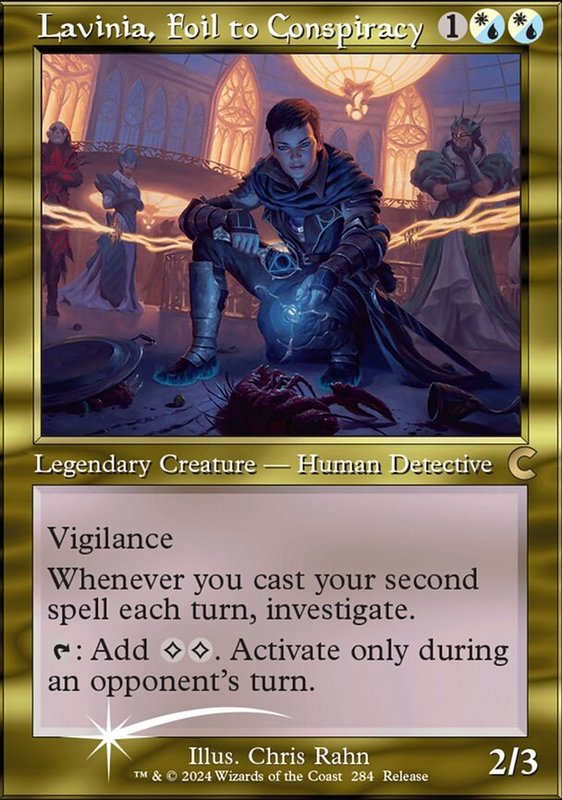 Lavinia, Foil to Conspiracy 1
Legendary Creature — Human Detective C
Vigilance
Whenever you cast your second
spell each turn, investigate.
: Add . Activate only during
an opponent's turn.
Illus. Chris Rahn
™ & © 2024 Wizards of the Coast 284 Release
2/3